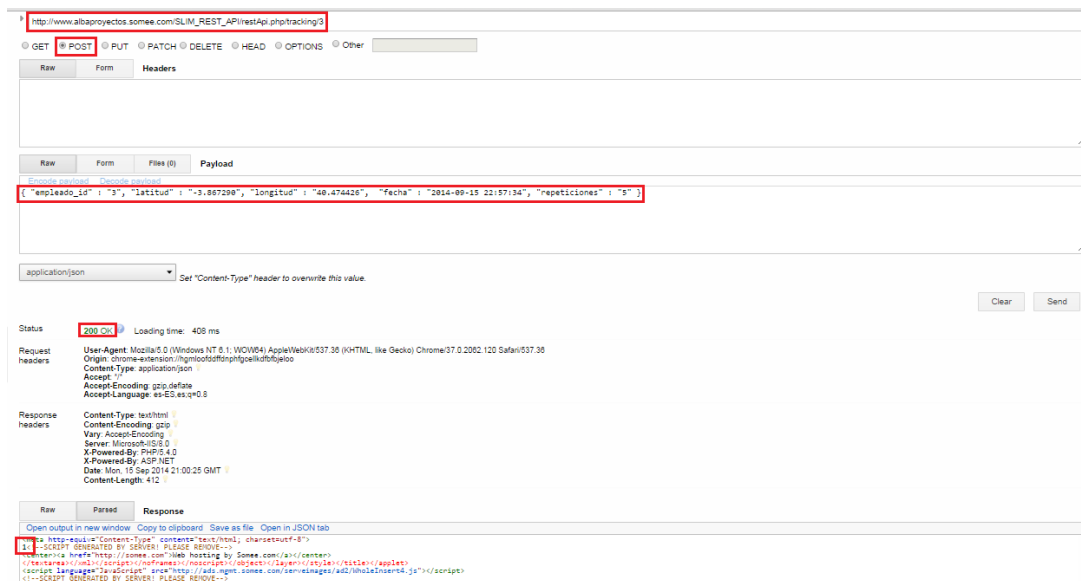 http://www.albaproyectos.somee.com/SLIM_REST_API/restApi.php/tracking/3
GET POST PUT PATCH DELETE HEAD OPTIONS Other
Raw Form Headers
Raw Form Files (0) Payload
Encode payload Decode payload
{ "empleado_id" : "3", "latitud" : "-3.867290", "longitud" : "40.474426", "fecha" : "2014-09-15 22:57:34", "repeticiones" : "5" }
application/json Set "Content-Type" header to overwrite this value.
Clear Send
Status 200 OK Loading time: 408 ms
Request headers
User-Agent: Mozilla/5.0 (Windows NT 6.1; WOW64) AppleWebKit/537.36 (KHTML, like Gecko) Chrome/37.0.2062.120 Safari/537.36
Origin: chrome-extension://hgmloofddffdnphfgcellkdfbfbjeloo
Content-Type: application/json
Accept: */*
Accept-Encoding: gzip,deflate
Accept-Language: es-ES,es;q=0.8
Response headers
Content-Type: text/html
Content-Encoding: gzip
Vary: Accept-Encoding
Server: Microsoft-IIS/8.0
X-Powered-By: PHP/5.4.0
X-Powered-By: ASP.NET
Date: Mon, 15 Sep 2014 21:00:25 GMT
Content-Length: 412
Raw Parsed Response
Open output in new window Copy to clipboard Save as file Open in JSON tab
<meta http-equiv="Content-Type" content="text/html; charset=utf-8">
1<!--SCRIPT GENERATED BY SERVER! PLEASE REMOVE-->
<center><a href="http://somee.com">Web hosting by Somee.com</a></center>
</textarea></xml></script></noframes></noscript></object></layer></style></title></applet>
<script language="JavaScript" src="http://ads.mgmt.somee.com/serveimages/ad2/WholeInsert4.js"></script>
<!--SCRIPT GENERATED BY SERVER! PLEASE REMOVE-->